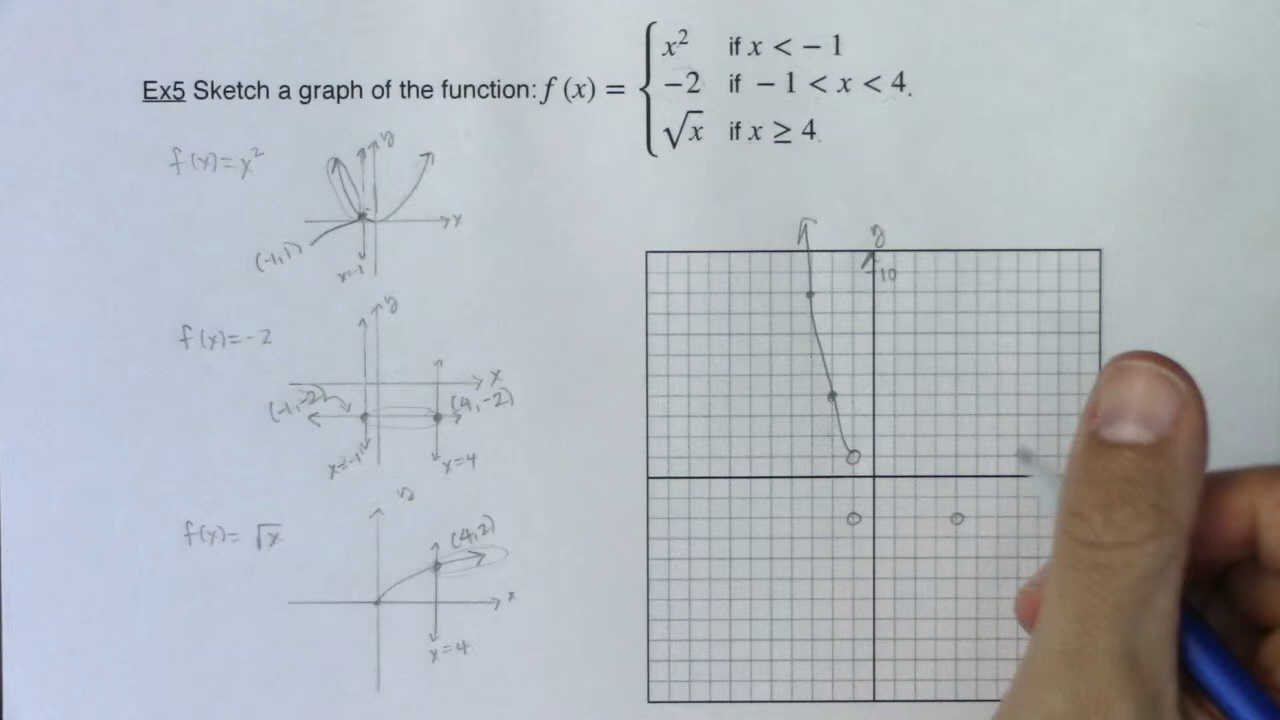 Ex5 Sketch a graph of the function: f (x) = { x² if x < − 1
−2 if − 1 < x < 4.
√x if x ≥ 4
f(x)=x²
y
x
(-1,1)
x=-1
f(x)=-2
y
x
(-1,-2)
(4,-2)
x=-1
x=4
f(x)= √x
y
(4,2)
x
x=4
y
10